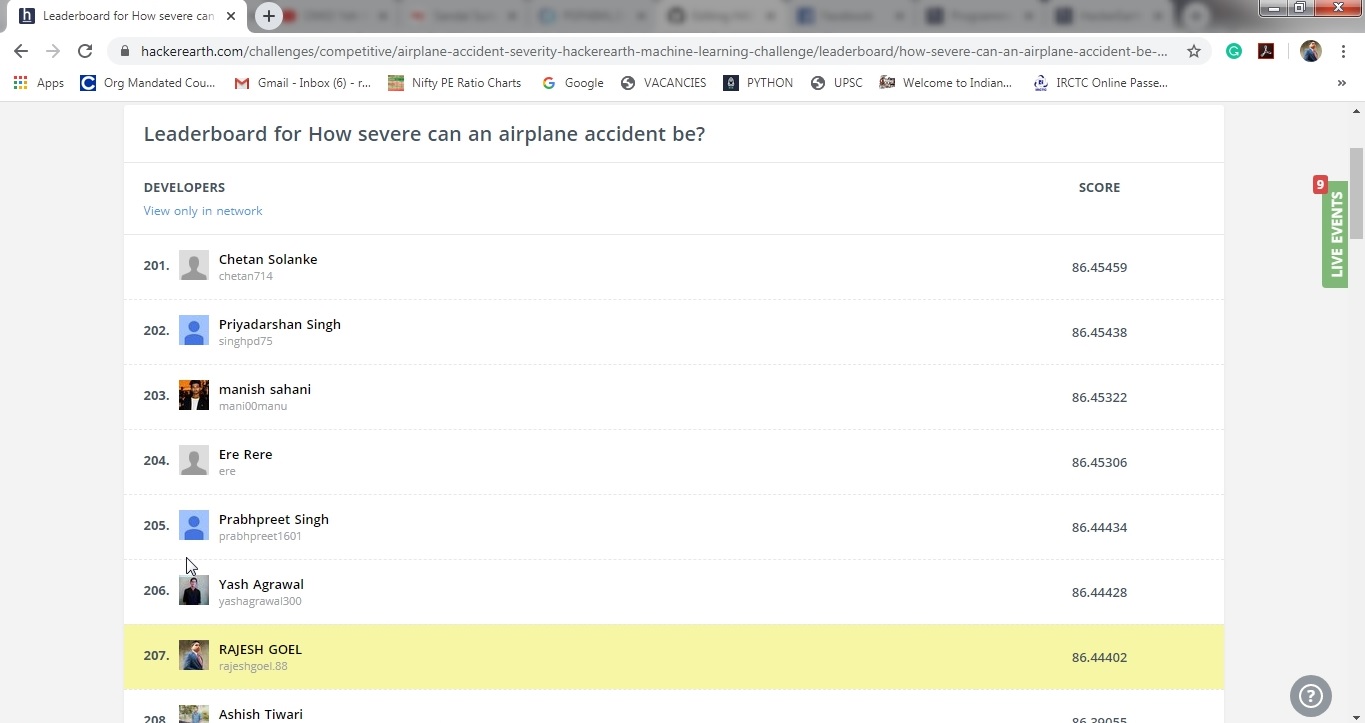 Leaderboard for How severe can
hackerearth.com/challenges/competitive/airplane-accident-severity-hackerearth-machine-learning-challenge/leaderboard/how-severe-can-an-airplane-accident-be-...
Apps Org Mandated Cou... Gmail - Inbox (6) - r... Nifty PE Ratio Charts Google VACANCIES PYTHON UPSC Welcome to Indian... IRCTC Online Passe... »
Leaderboard for How severe can an airplane accident be?
DEVELOPERS SCORE
View only in network
201. Chetan Solanke
chetan714
86.45459
202. Priyadarshan Singh
singhpd75
86.45438
203. manish sahani
mani00manu
86.45322
204. Ere Rere
ere
86.45306
205. Prabhpreet Singh
prabhpreet1601
86.44434
206. Yash Agrawal
yashagrawal300
86.44428
207. RAJESH GOEL
rajeshgoel.88
86.44402
208. Ashish Tiwari
86.39055
9
LIVE EVENTS